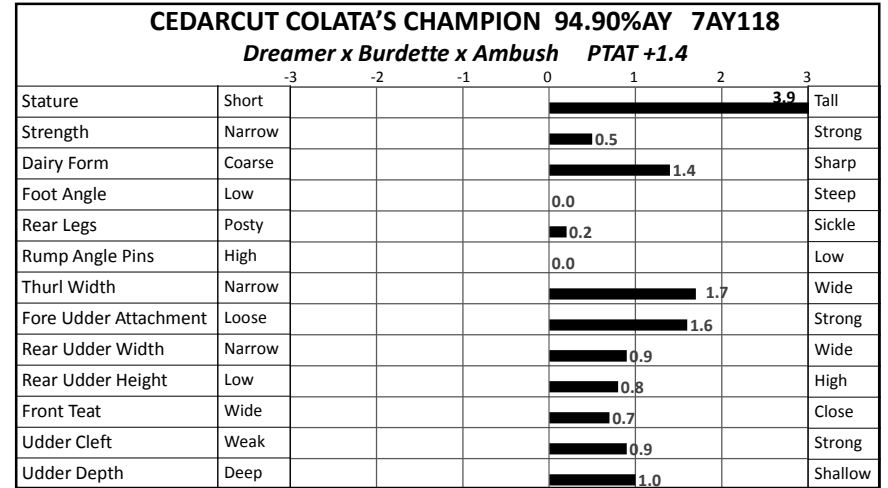 CEDARCUT COLATA’S CHAMPION 94.90%AY 7AY118
Dreamer x Burdette x Ambush PTAT +1.4
-3 -2 -1 0 1 2 3
Stature Short 3.9 Tall
Strength Narrow 0.5 Strong
Dairy Form Coarse 1.4 Sharp
Foot Angle Low 0.0 Steep
Rear Legs Posty 0.2 Sickle
Rump Angle Pins High 0.0 Low
Thurl Width Narrow 1.7 Wide
Fore Udder Attachment Loose 1.6 Strong
Rear Udder Width Narrow 0.9 Wide
Rear Udder Height Low 0.8 High
Front Teat Wide 0.7 Close
Udder Cleft Weak 0.9 Strong
Udder Depth Deep 1.0 Shallow